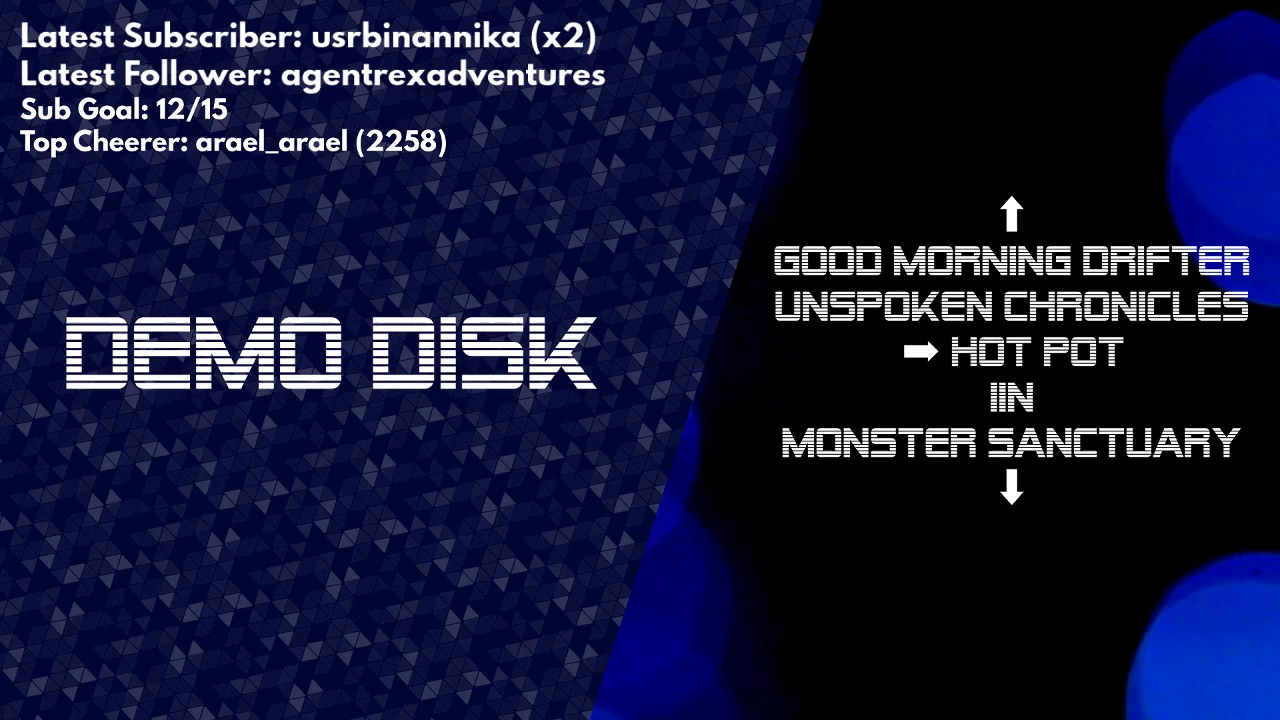 Latest Subscriber: usrbinannika (x2)
Latest Follower: agentrexadventures
Sub Goal: 12/15
Top Cheerer: arael_arael (2258)
DEMO DISK
⬆
GOOD MORNING DRIFTER
UNSPOKEN CHRONICLES
➡ HOT POT
IIN
MONSTER SANCTUARY
⬇